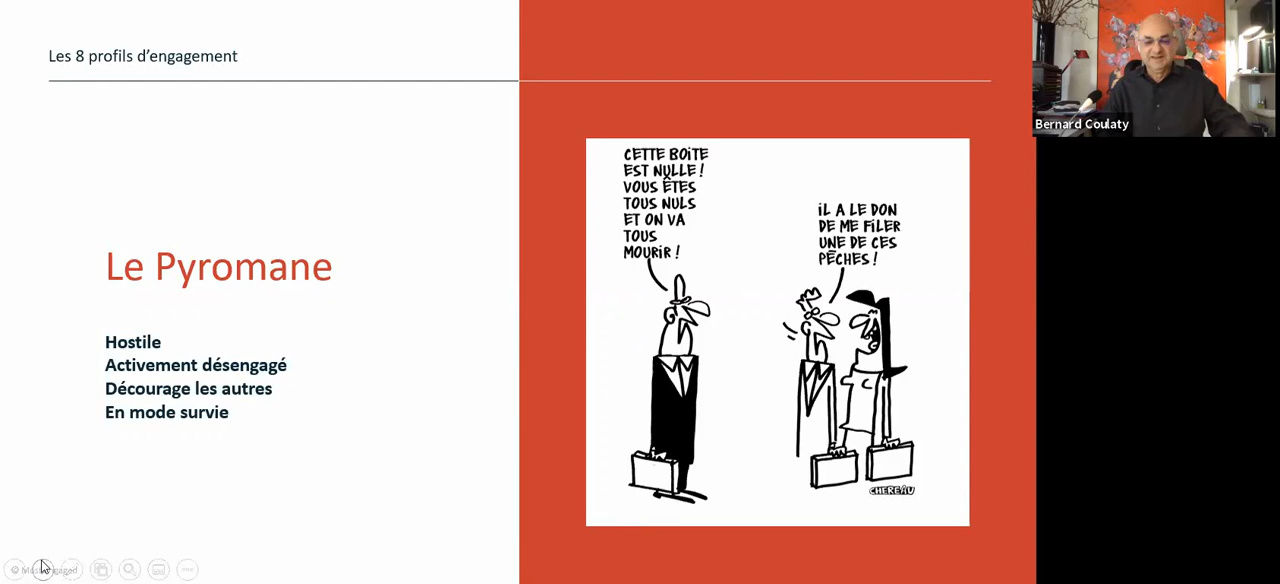 Les 8 profils d'engagement
Bernard Coulaty
CETTE BOîTE
EST NULLE !
VOUS ÊTES
TOUS NULS
ET ON VA
TOUS
MOURiR !
iL A LE DON
DE ME FiLER
UNE DE CES
PÊCHES !
Le Pyromane
Hostile
Activement désengagé
Décourage les autres
En mode survie
CHEREAU